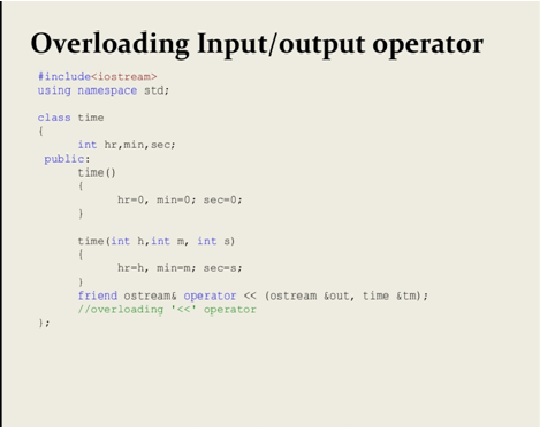 Overloading Input/output operator
#include<iostream>
using namespace std;
class time
{
int hr,min,sec;
public:
time()
{
hr=0, min=0; sec=0;
}
time(int h,int m, int s)
{
hr=h, min=m; sec=s;
}
friend ostream& operator << (ostream &out, time &tm);
//overloading '<<' operator
};